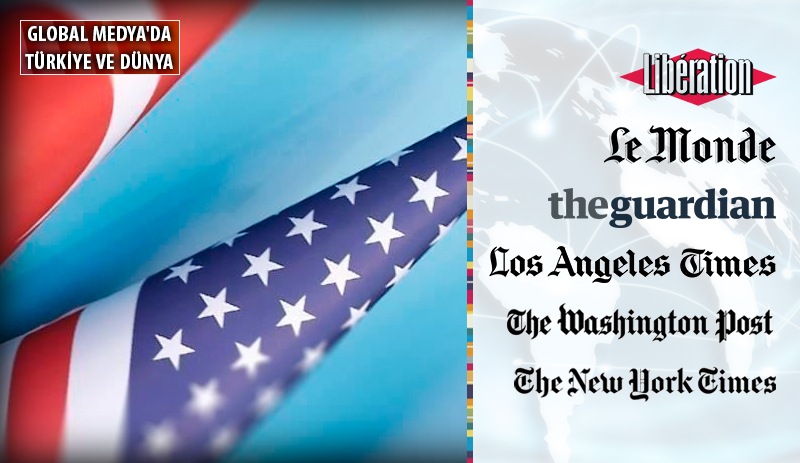 GLOBAL MEDYA'DA
TÜRKİYE VE DÜNYA
Libération
Le Monde
theguardian
Los Angeles Times
The Washington Post
The New York Times